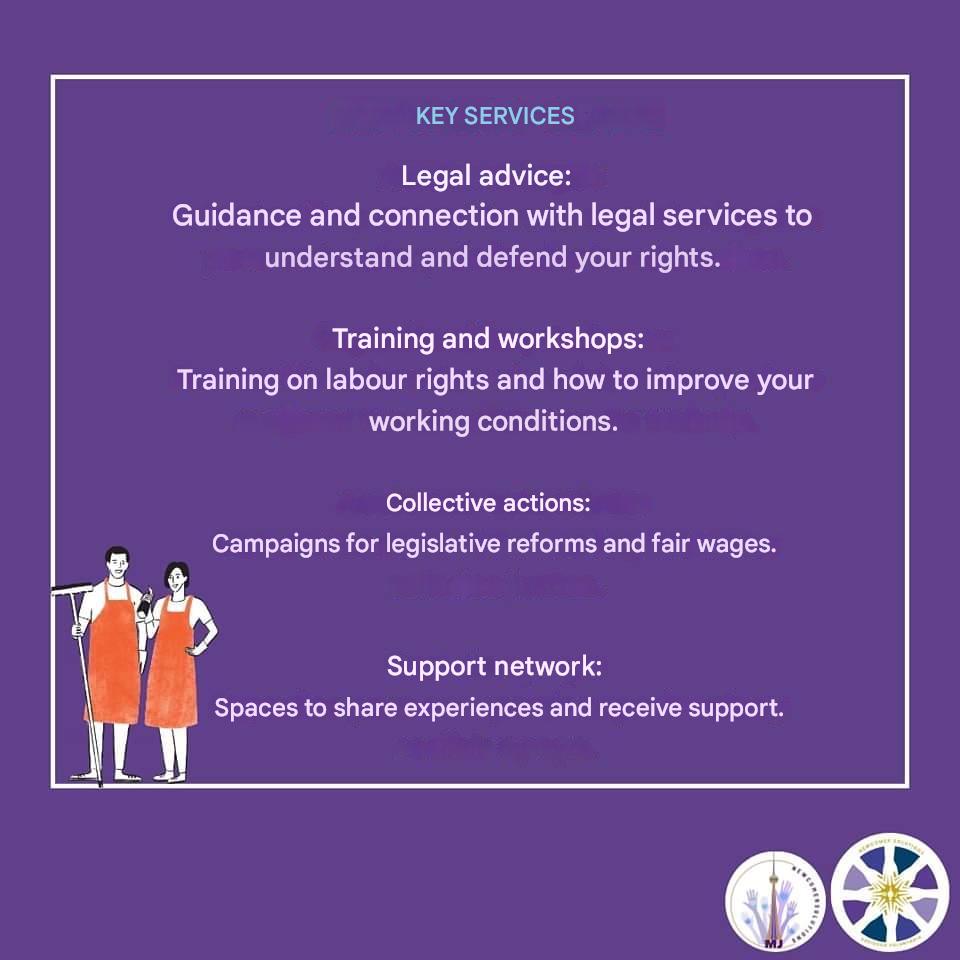 KEY SERVICES
Legal advice:
Guidance and connection with legal services to
understand and defend your rights.
Training and workshops:
Training on labour rights and how to improve your
working conditions.
Collective actions:
Campaigns for legislative reforms and fair wages.
Support network:
Spaces to share experiences and receive support.
NEWCOMERSOLUTIONS
MJ
NEWCOMER SOLUTIONS